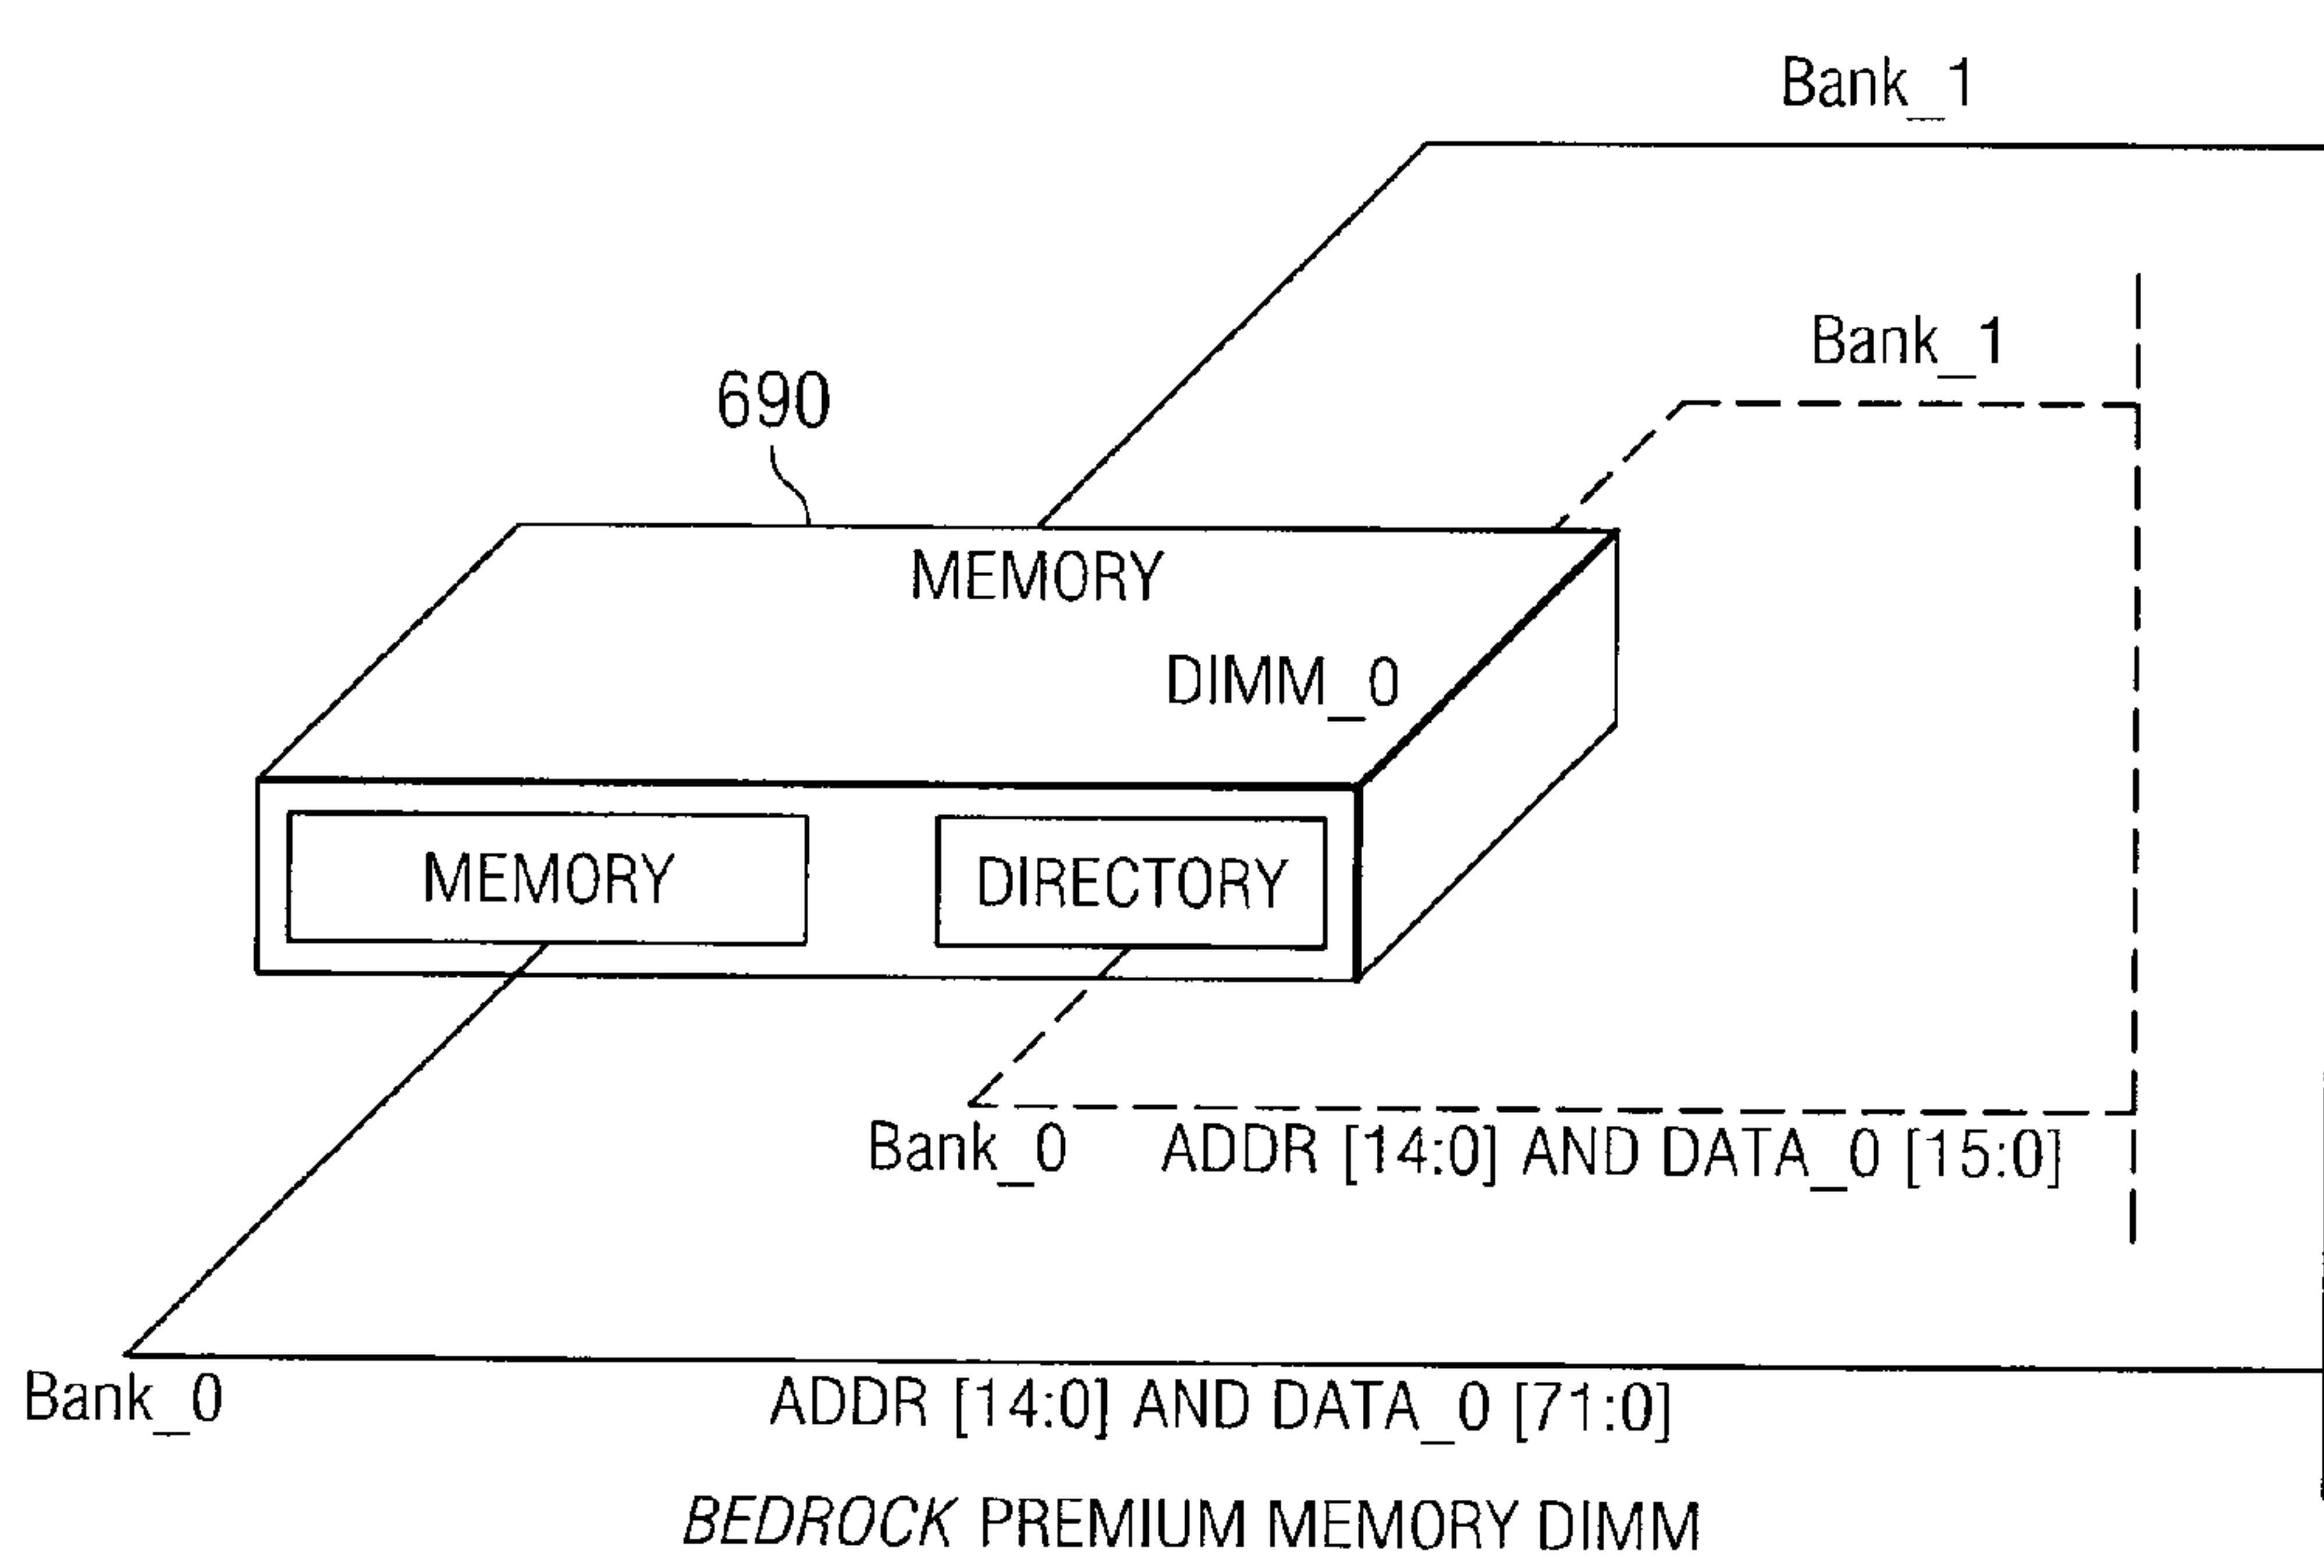 Bank_1
Bank_1
690
MEMORY
DIMM_0
MEMORY DIRECTORY
Bank_0 ADDR [14:0] AND DATA_0 [15:0]
Bank_0 ADDR [14:0] AND DATA_0 [71:0]
BEDROCK PREMIUM MEMORY DIMM